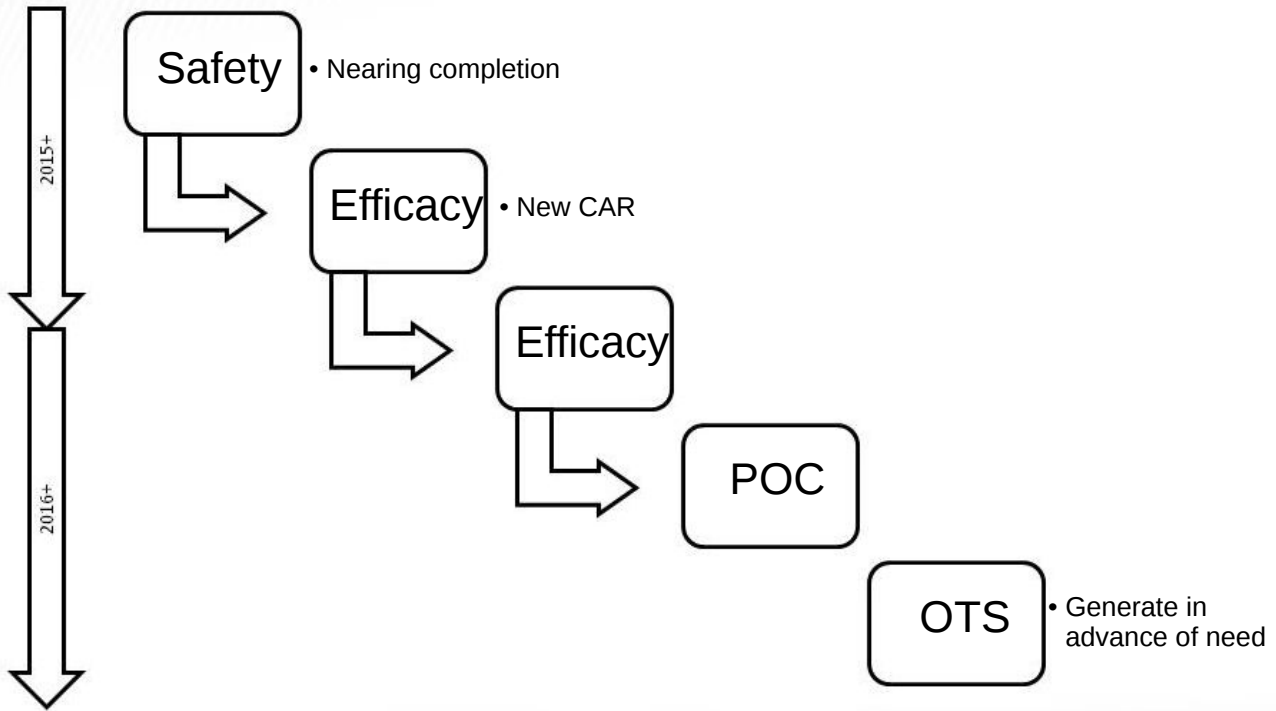 Safety
• Nearing completion
2015+
Efficacy
• New CAR
Efficacy
POC
2016+
OTS
• Generate in
advance of need